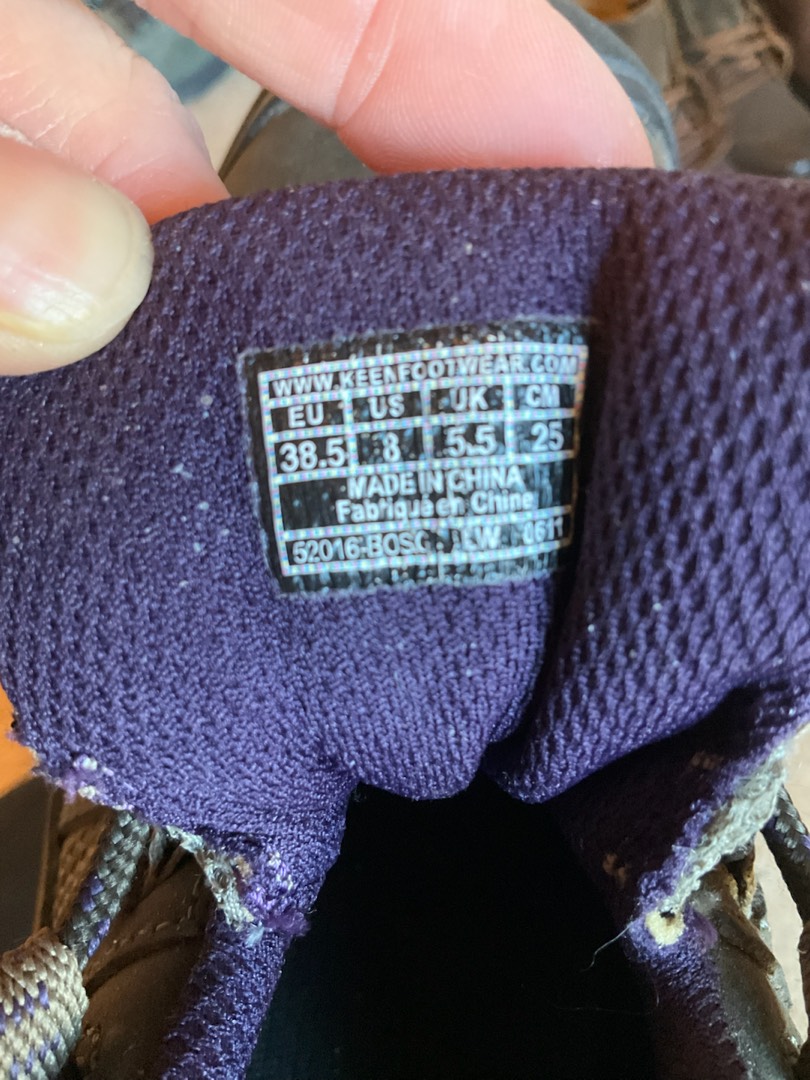 WWW.KEENFOOTWEAR.COM
EU US UK CM
38.5 8 5.5 25
MADE IN CHINA
Fabriqué en Chine
52016-BOSG 0611